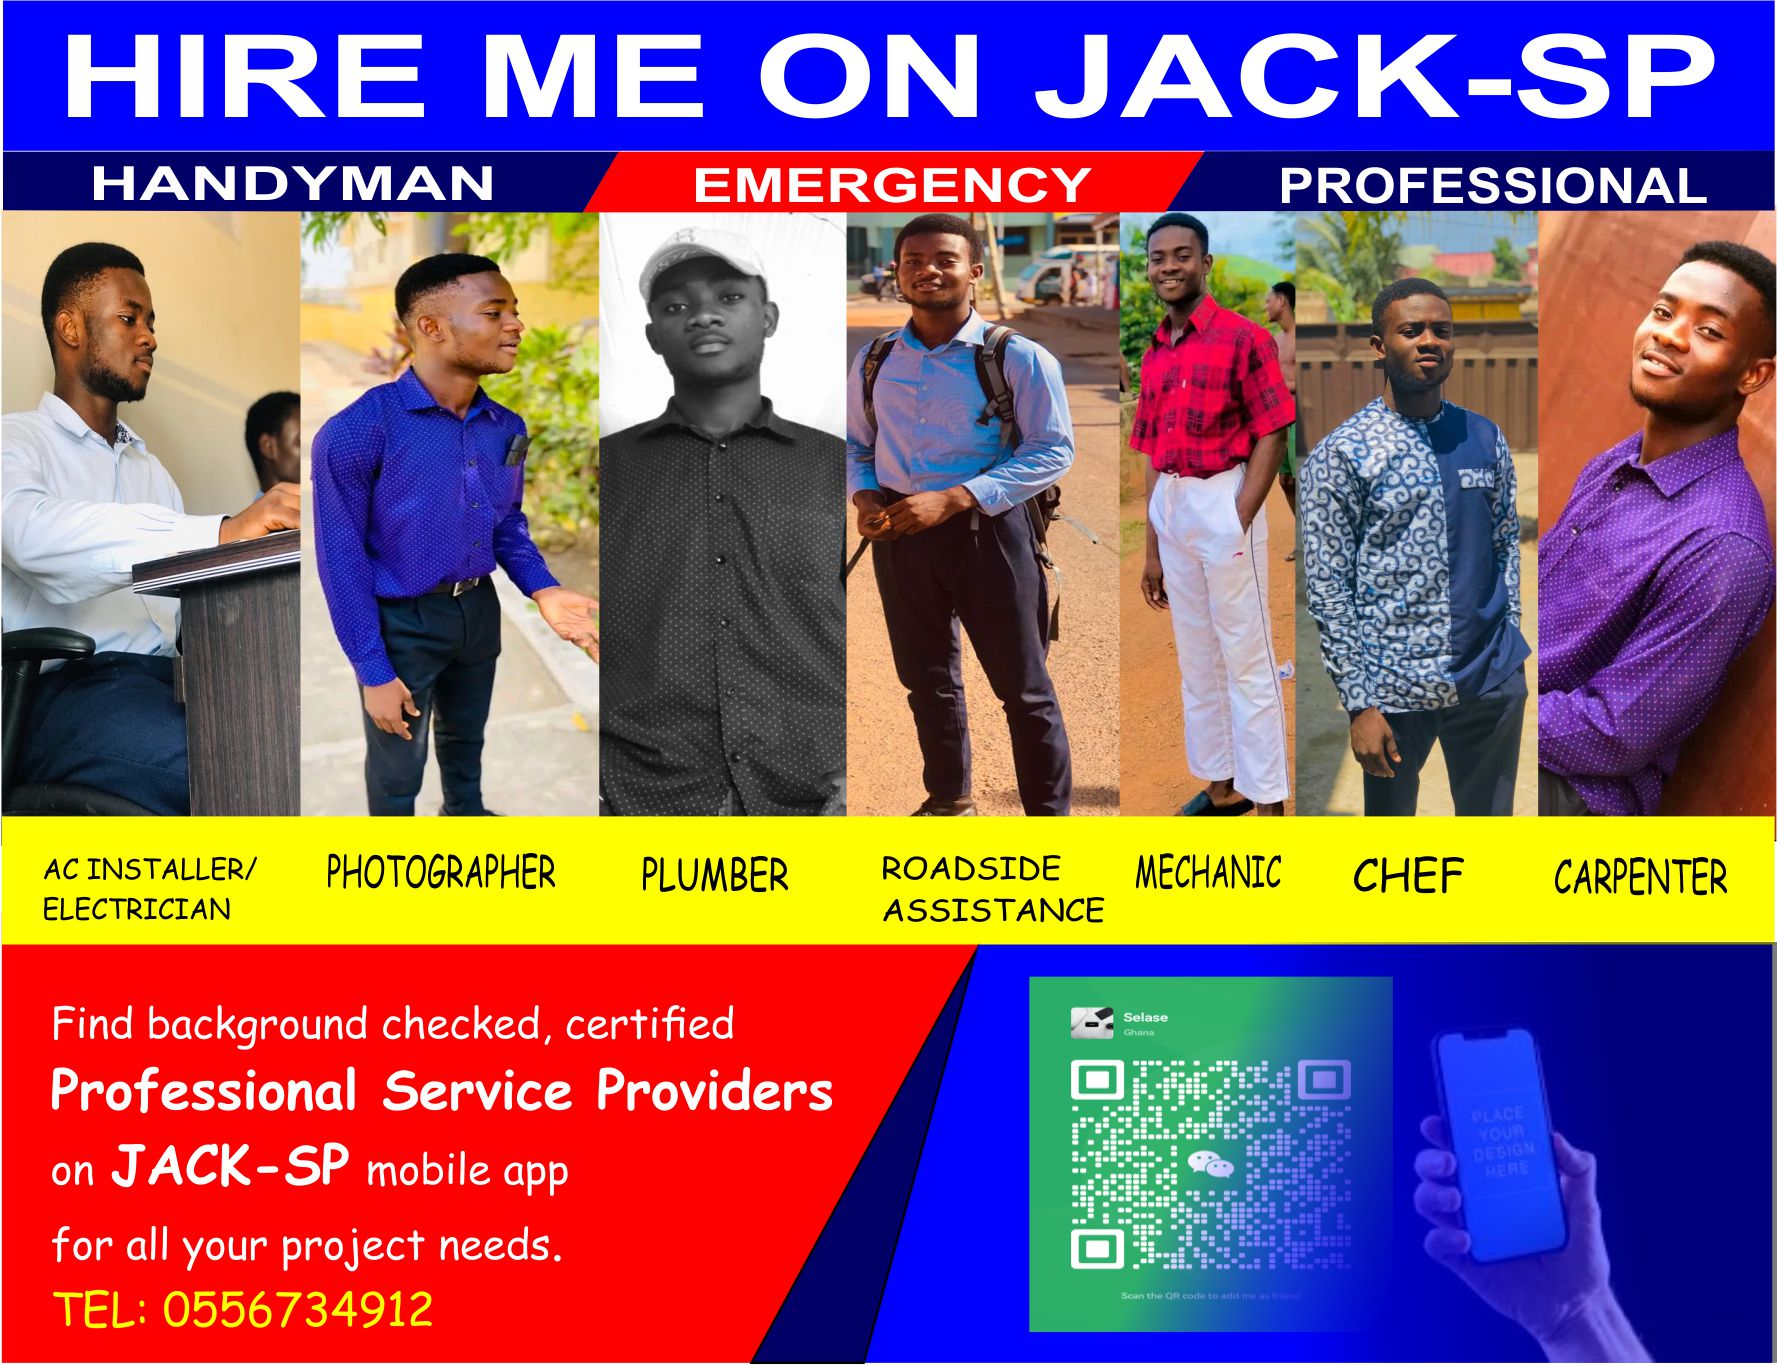 HIRE ME ON JACK-SP
HANDYMAN
EMERGENCY
PROFESSIONAL
AC INSTALLER/
ELECTRICIAN
PHOTOGRAPHER
PLUMBER
ROADSIDE
ASSISTANCE
MECHANIC
CHEF
CARPENTER
Find background checked, certified
Professional Service Providers
on JACK-SP mobile app
for all your project needs.
TEL: 0556734912
Selase
Ghana
Scan the QR code to add me as friend
PLACE
YOUR
DESIGN
HERE